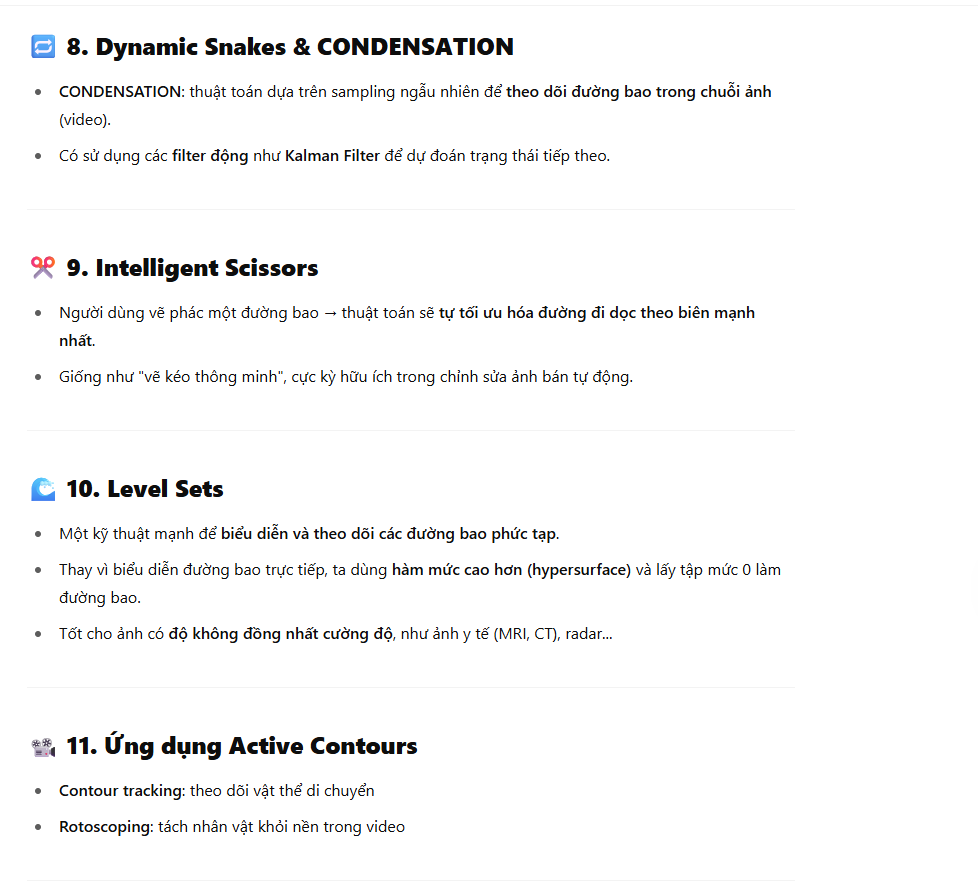 8. Dynamic Snakes & CONDENSATION
CONDENSATION: thuật toán dựa trên sampling ngẫu nhiên để theo dõi đường bao trong chuỗi ảnh
(video).
Có sử dụng các filter động như Kalman Filter để dự đoán trạng thái tiếp theo.
9. Intelligent Scissors
Người dùng vẽ phác một đường bao → thuật toán sẽ tự tối ưu hóa đường đi dọc theo biên mạnh
nhất.
Giống như "vẽ kéo thông minh", cực kỳ hữu ích trong chỉnh sửa ảnh bán tự động.
10. Level Sets
Một kỹ thuật mạnh để biểu diễn và theo dõi các đường bao phức tạp.
Thay vì biểu diễn đường bao trực tiếp, ta dùng hàm mức cao hơn (hypersurface) và lấy tập mức 0 làm
đường bao.
Tốt cho ảnh có độ không đồng nhất cường độ, như ảnh y tế (MRI, CT), radar...
11. Ứng dụng Active Contours
Contour tracking: theo dõi vật thể di chuyển
Rotoscoping: tách nhân vật khỏi nền trong video